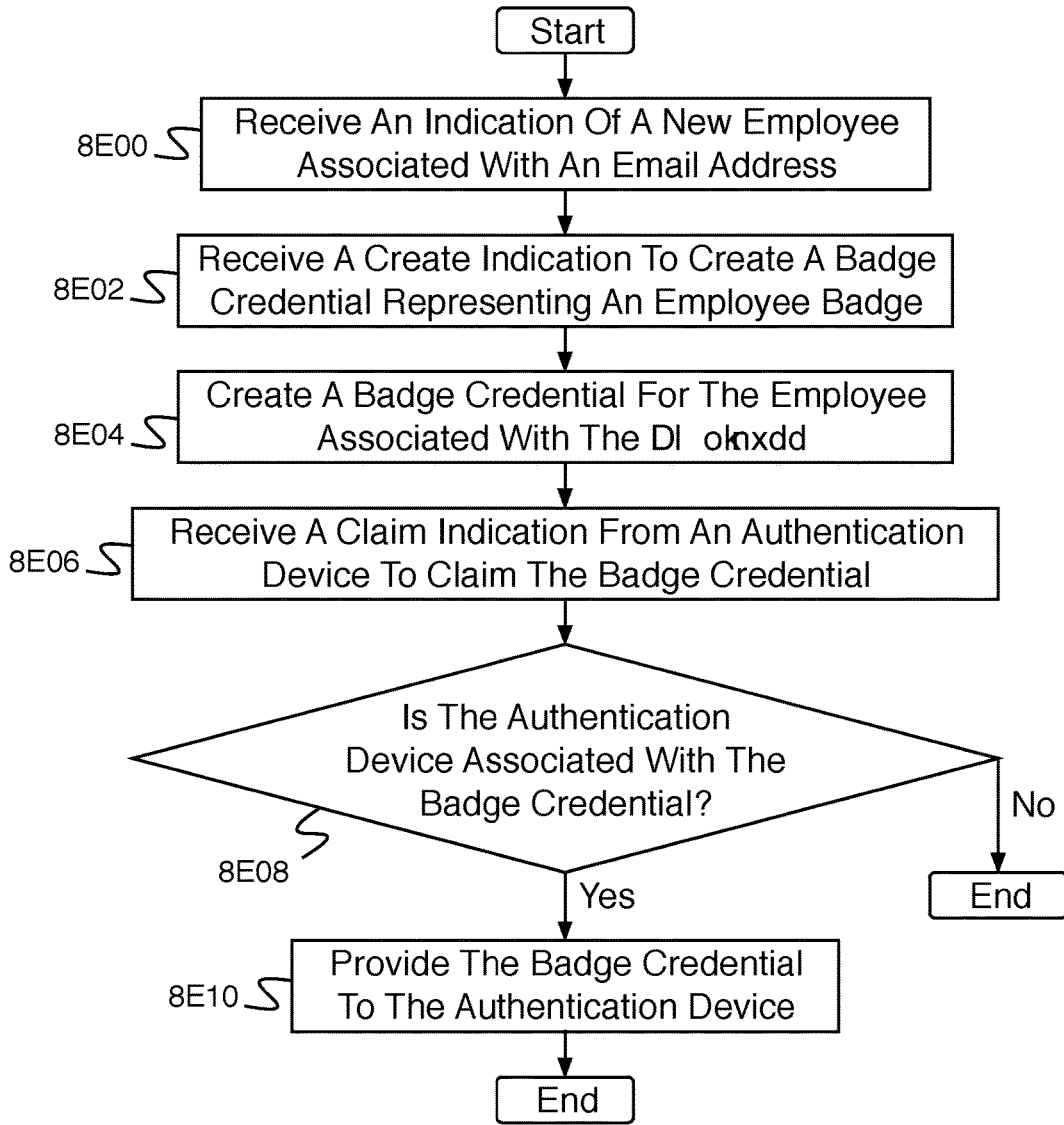 Start
8E00
Receive An Indication Of A New Employee
Associated With An Email Address
8E02
Receive A Create Indication To Create A Badge
Credential Representing An Employee Badge
8E04
Create A Badge Credential For The Employee
Associated With The
8E06
Receive A Claim Indication From An Authentication
Device To Claim The Badge Credential
Is The Authentication
Device Associated With The
Badge Credential?
8E08
No
End
Yes
8E10
Provide The Badge Credential
To The Authentication Device
End